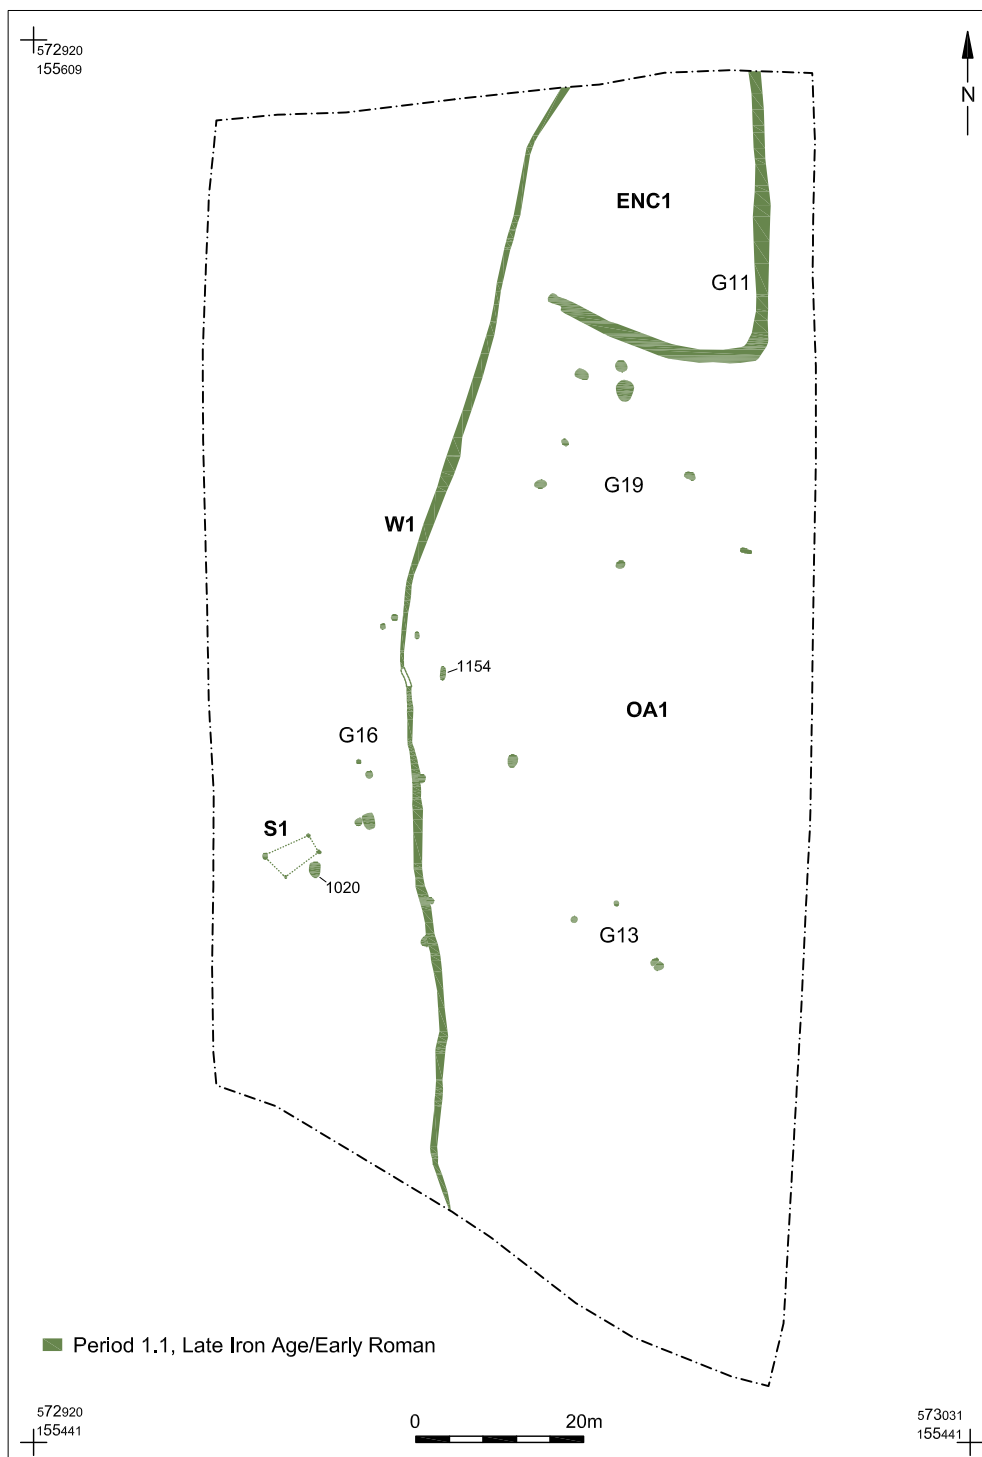 572920
155609
N
ENC1
G11
G19
W1
1154
OA1
G16
S1
1020
G13
Period 1.1, Late Iron Age/Early Roman
572920
155441
0 20m
573031
155441